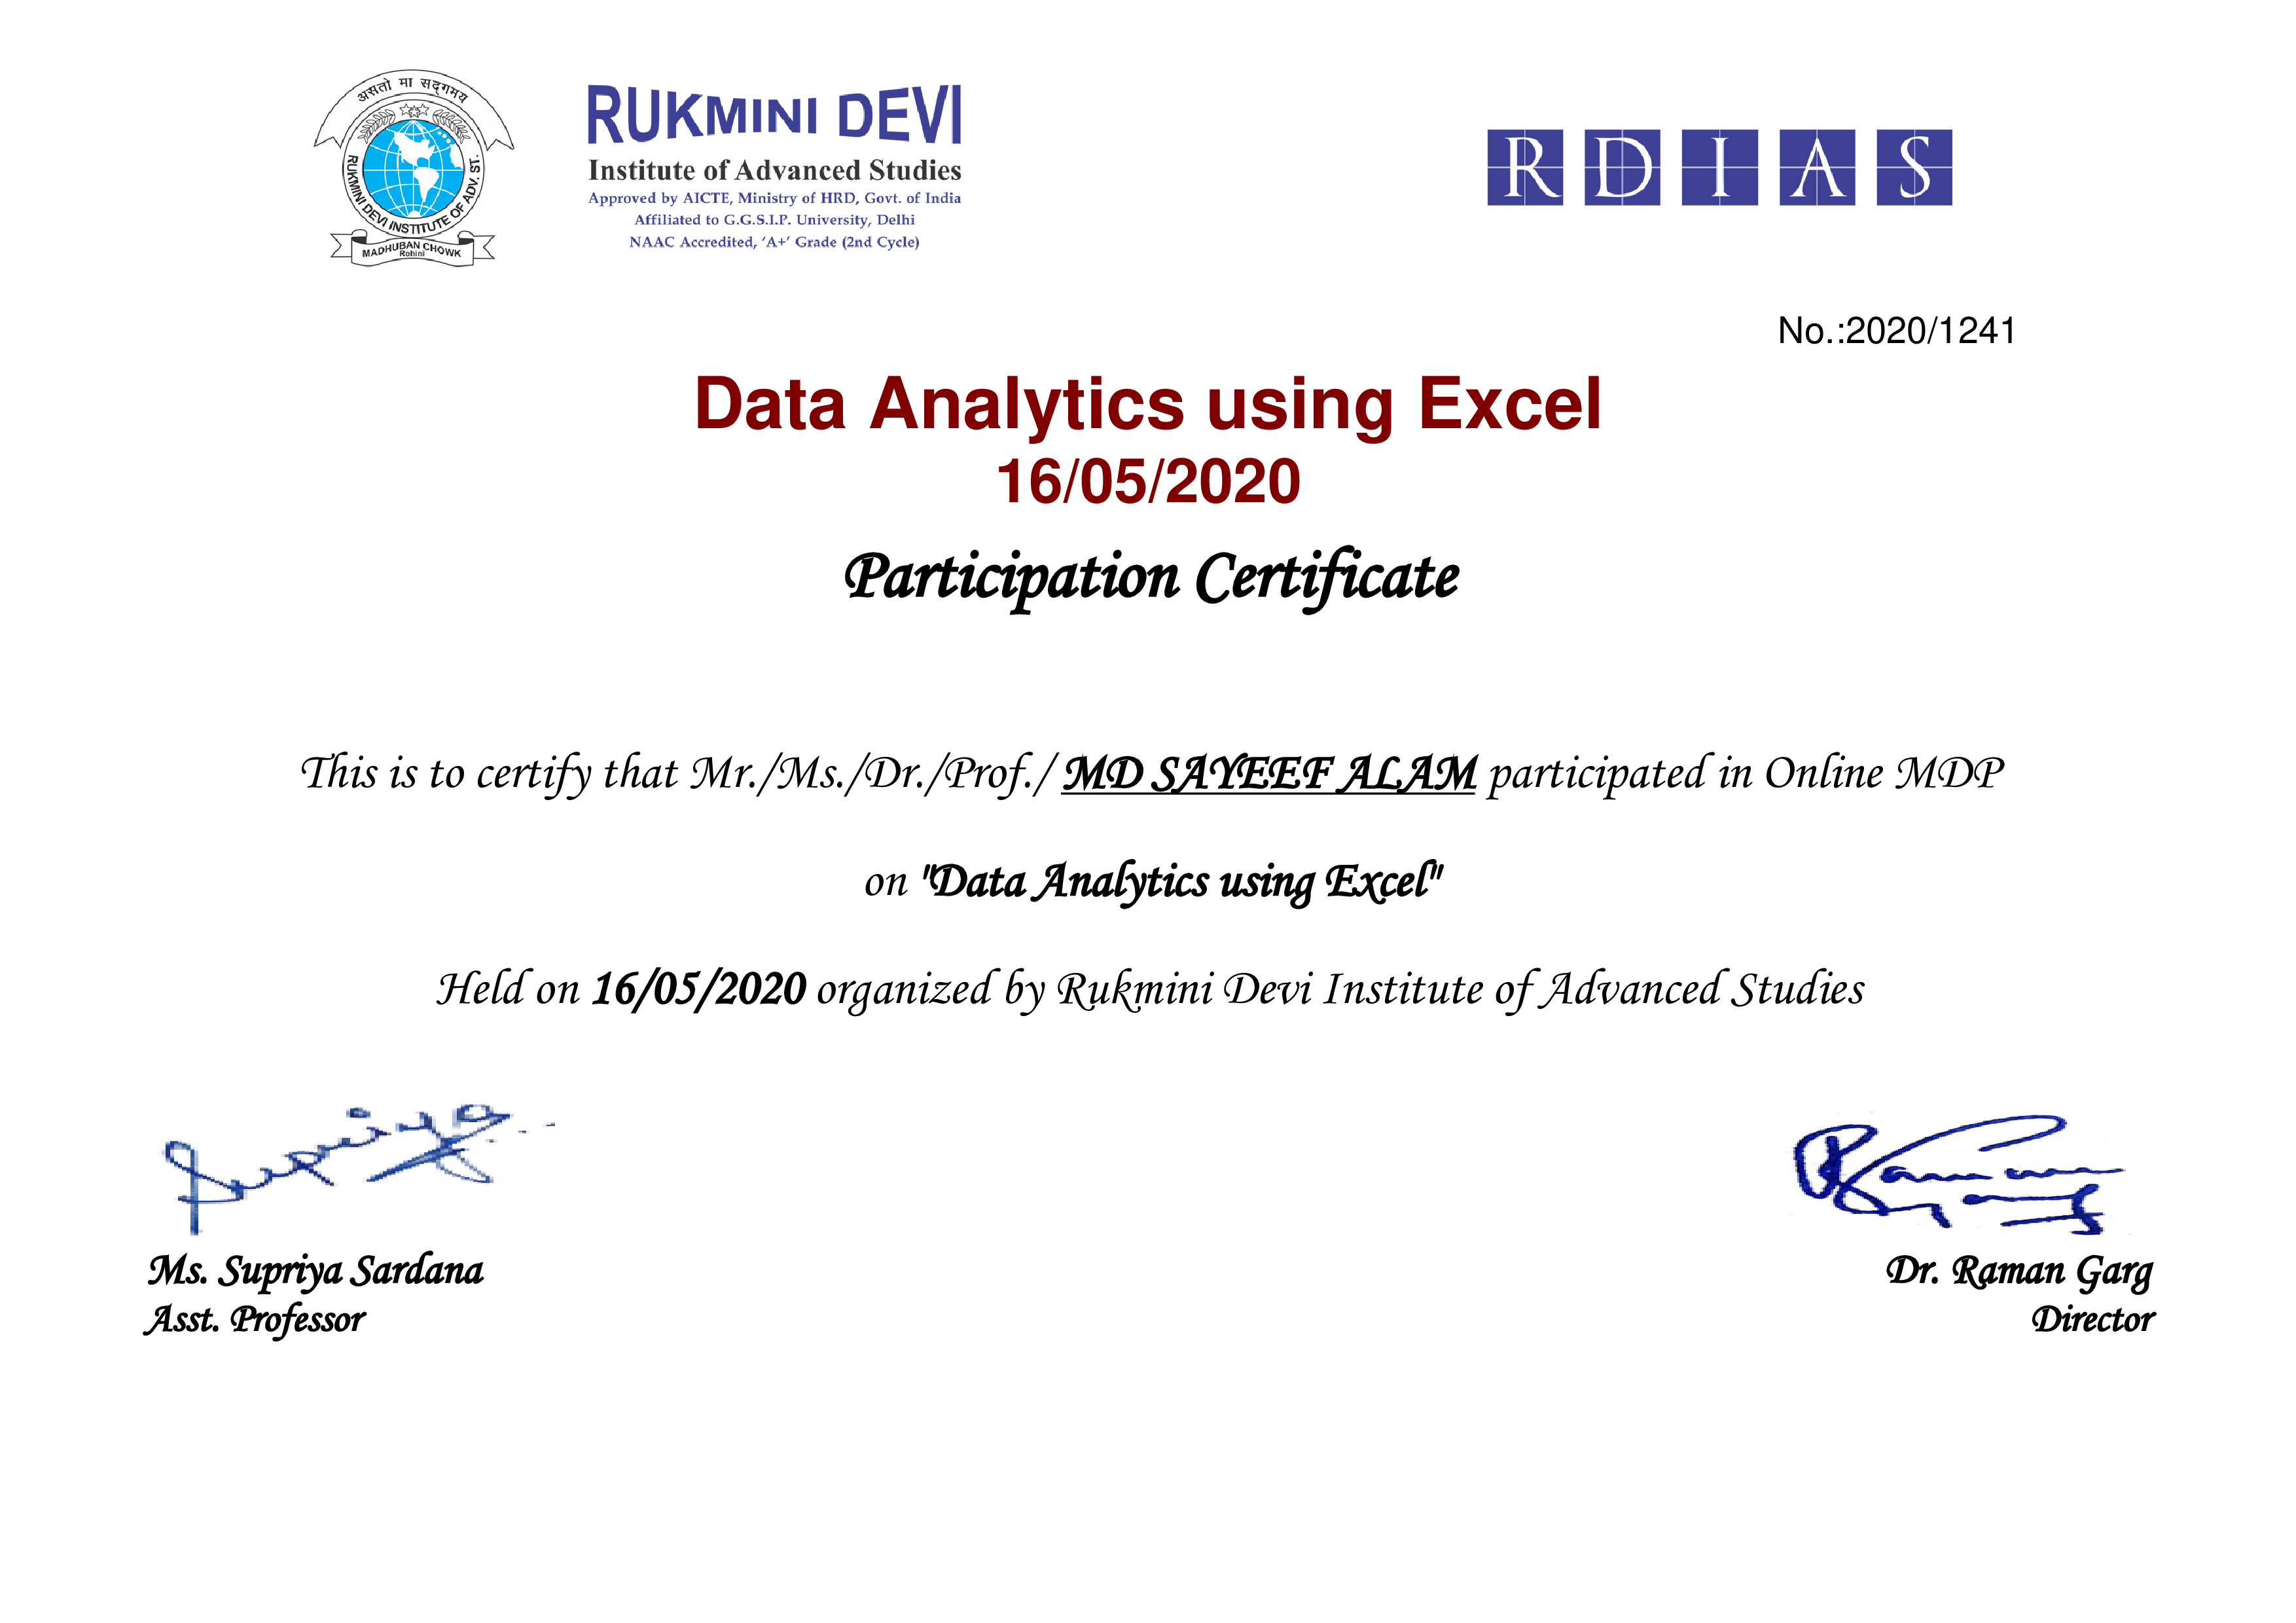 असतो मा सद्गमय
RUKMINI DEVI INSTITUTE OF ADV. ST.
MADHUBAN CHOWK
Rohini
RUKMINI DEVI
Institute of Advanced Studies
Approved by AICTE, Ministry of HRD, Govt. of India
Affiliated to G.G.S.I.P. University, Delhi
NAAC Accredited, ‘A+’ Grade (2nd Cycle)
R D I A S
No.:2020/1241
Data Analytics using Excel
16/05/2020
Participation Certificate
This is to certify that Mr./Ms./Dr./Prof./ MD SAYEEF ALAM participated in Online MDP
on "Data Analytics using Excel"
Held on 16/05/2020 organized by Rukmini Devi Institute of Advanced Studies
Supriya
Raman Garg
Ms. Supriya Sardana
Asst. Professor
Dr. Raman Garg
Director